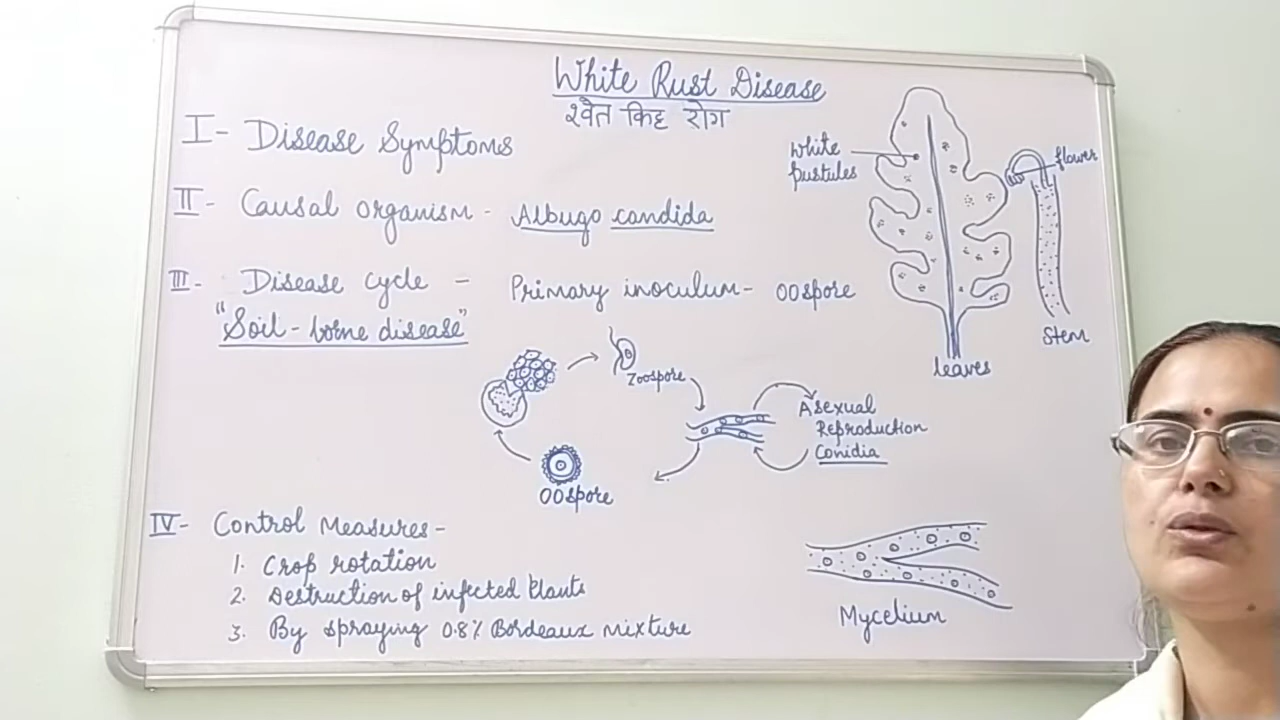 White Rust Disease
श्वेत किट्ट रोग
I- Disease Symptoms
II- Causal organism - Albugo candida
III- Disease cycle - Primary inoculum - oospore
"Soil-borne disease"
White
pustules
flower
leaves
Stem
Zoospore
Asexual
Reproduction
Conidia
OOspore
IV- Control Measures-
1. Crop rotation
2. Destruction of infected Plants
3. By spraying 0.8% Bordeaux mixture
Mycelium